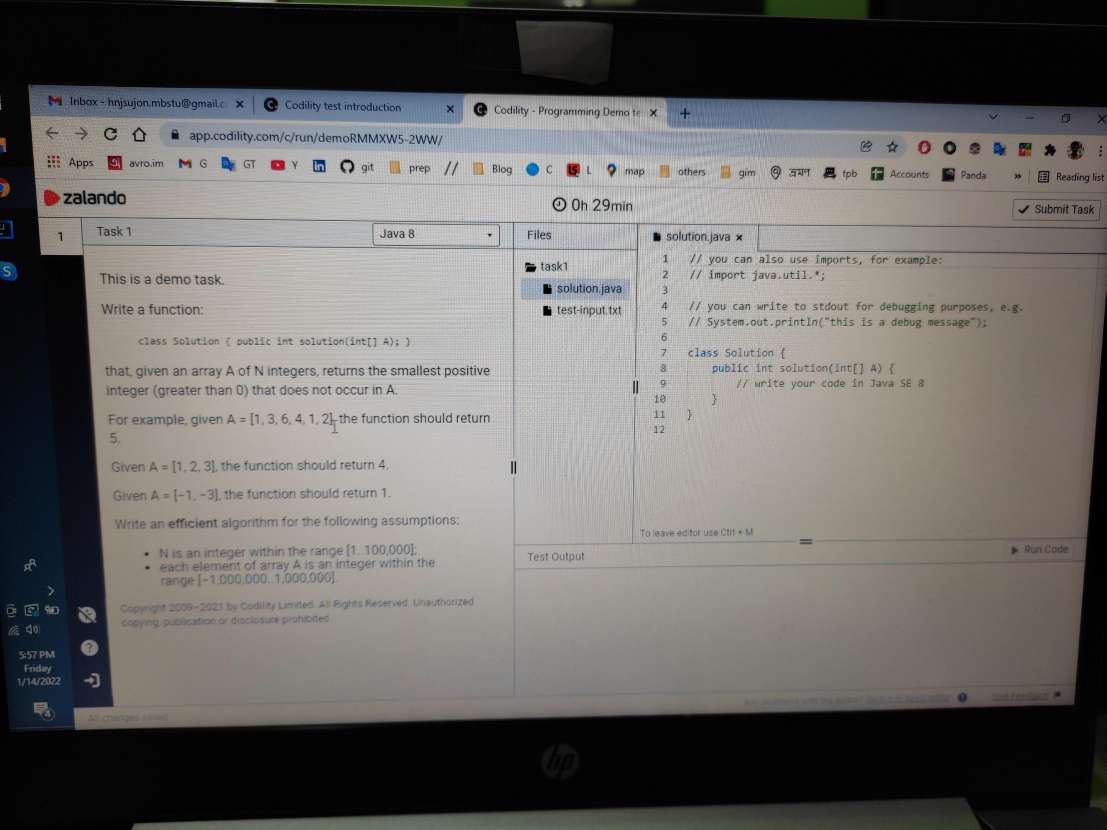 Inbox - hnjsujon.mbstu@gmail.c
Codility test introduction
Codility - Programming Demo te
app.codility.com/c/run/demoRMMXW5-2WW/
Apps avro.im G GT Y git prep // Blog C L map others gim ভ্রমণ tpb Accounts Panda » Reading list
zalando
0h 29min
Submit Task
1 Task 1 Java 8
Files
solution.java
This is a demo task.
Write a function:
class Solution { public int solution(int[] A); }
that, given an array A of N integers, returns the smallest positive
integer (greater than 0) that does not occur in A.
For example, given A = [1, 3, 6, 4, 1, 2], the function should return
5.
Given A = [1, 2, 3], the function should return 4.
Given A = [−1, −3], the function should return 1.
Write an efficient algorithm for the following assumptions:
• N is an integer within the range [1..100,000];
• each element of array A is an integer within the
range [−1,000,000..1,000,000].
Copyright 2009–2021 by Codility Limited. All Rights Reserved. Unauthorized
copying, publication or disclosure prohibited.
task1
solution.java
test-input.txt
1 // you can also use imports, for example:
2 // import java.util.*;
3
4 // you can write to stdout for debugging purposes, e.g.
5 // System.out.println("this is a debug message");
6
7 class Solution {
8 public int solution(int[] A) {
9 // write your code in Java SE 8
10 }
11 }
12
To leave editor use Ctrl + M
Test Output
Run Code
5:57 PM
Friday
1/14/2022
4
All changes saved
hp